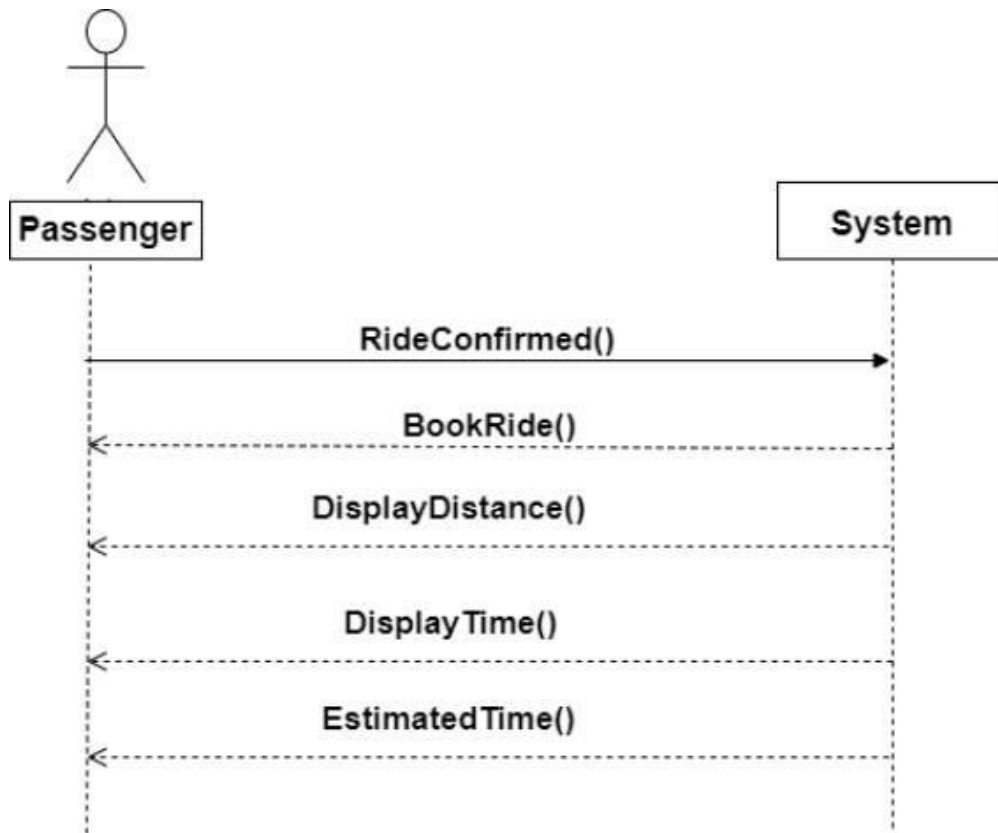 Passenger
System
RideConfirmed()
BookRide()
DisplayDistance()
DisplayTime()
EstimatedTime()